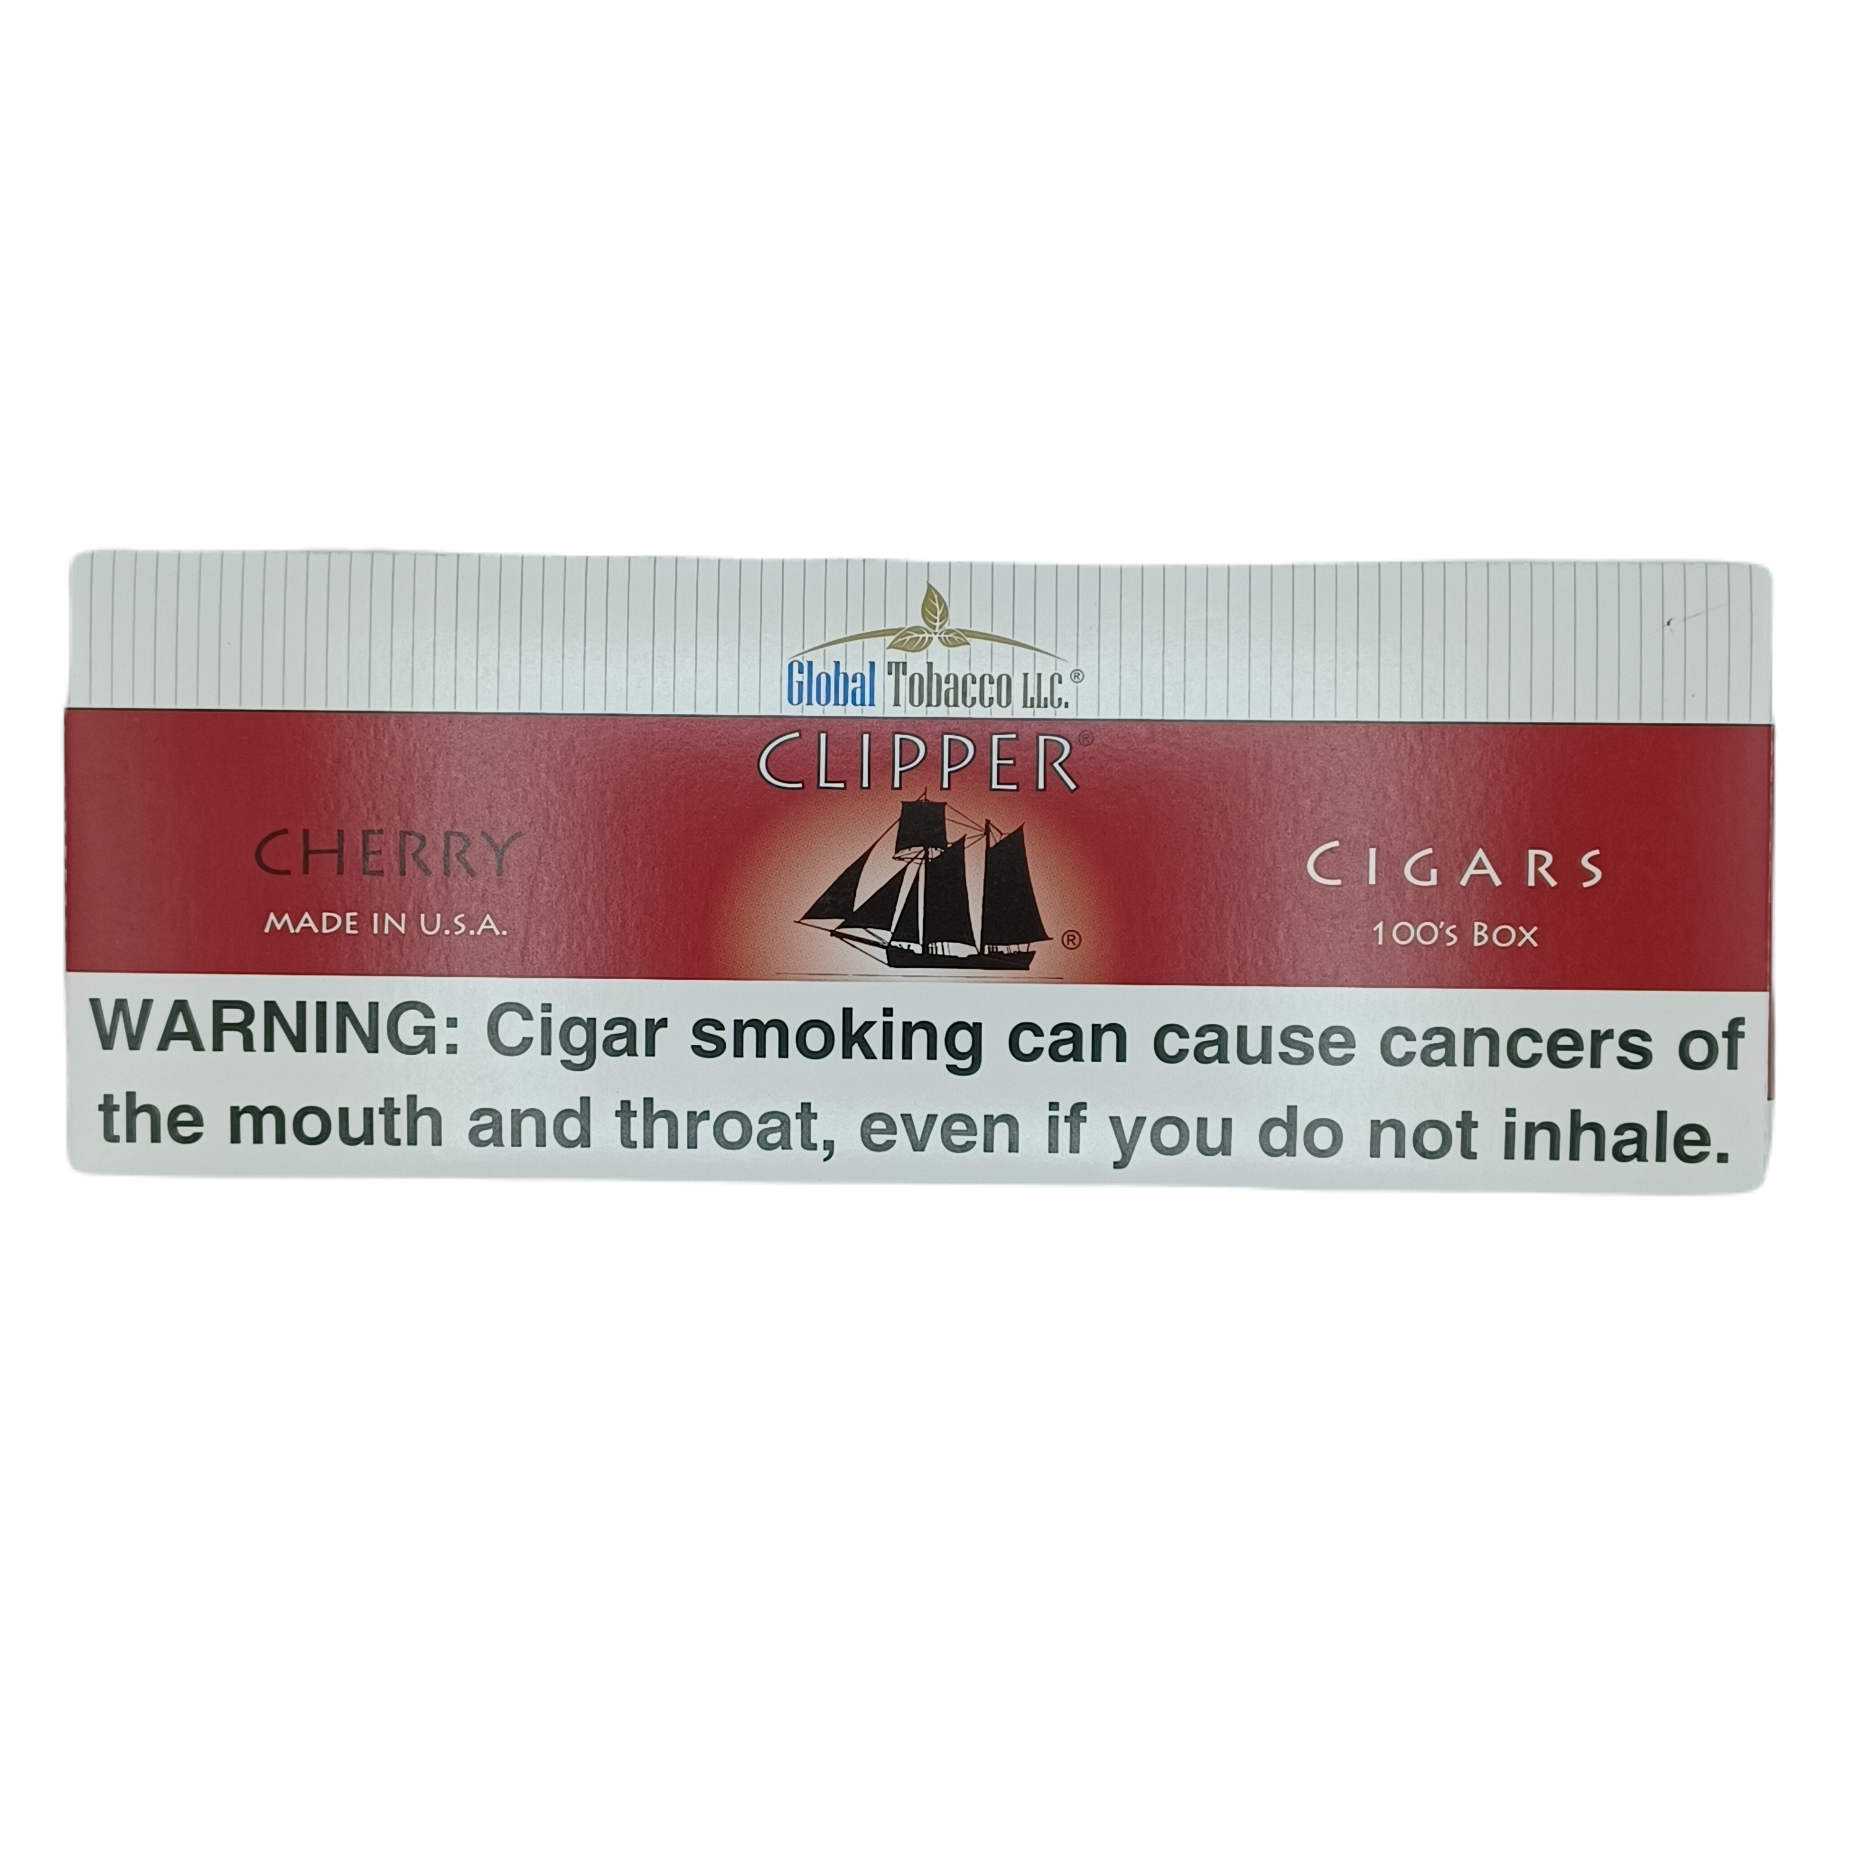 Global Tobacco LLC.®
CLIPPER®
CHERRY
MADE IN U.S.A.
®
CIGARS
100's BOX
WARNING: Cigar smoking can cause cancers of
the mouth and throat, even if you do not inhale.